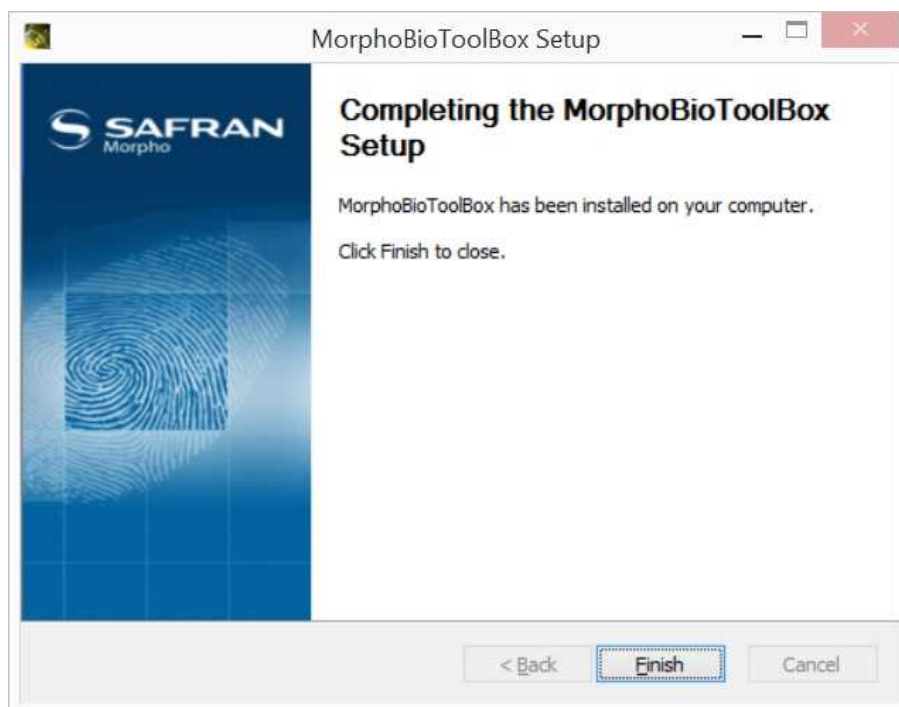 MorphoBioToolBox Setup
SAFRAN
Morpho
Completing the MorphoBioToolBox
Setup
MorphoBioToolBox has been installed on your computer.
Click Finish to close.
< Back
Finish
Cancel